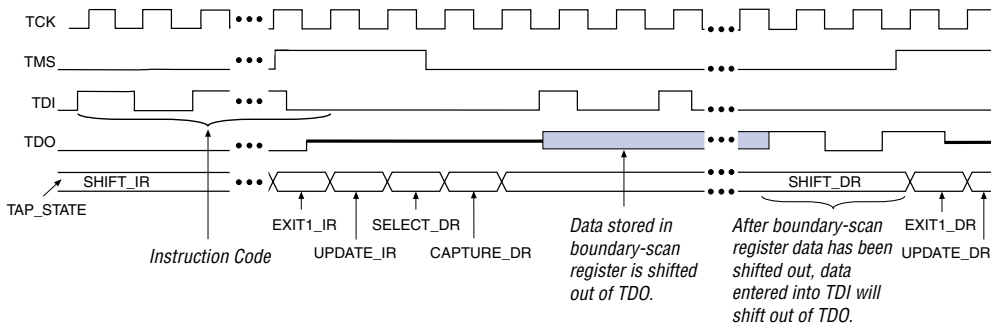 TCK
TMS
TDI
TDO
SHIFT_IR
SHIFT_DR
TAP_STATE
EXIT1_IR
SELECT_DR
EXIT1_DR
Instruction Code
UPDATE_IR
CAPTURE_DR
UPDATE_DR
Data stored in
boundary-scan
register is shifted
out of TDO.
After boundary-scan
register data has been
shifted out, data
entered into TDI will
shift out of TDO.